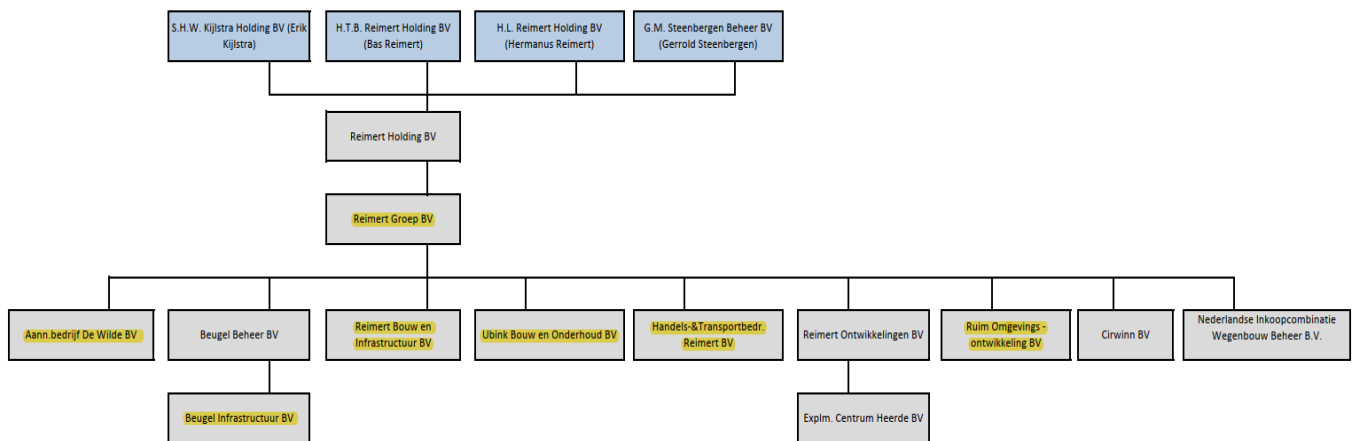 S.H.W. Kijlstra Holding BV (Erik
Kijlstra)
H.T.B. Reimert Holding BV
(Bas Reimert)
H.L. Reimert Holding BV
(Hermanus Reimert)
G.M. Steenbergen Beheer BV
(Gerrold Steenbergen)
Reimert Holding BV
Reimert Groep BV
Aann.bedrijf De Wilde BV
Beugel Beheer BV
Reimert Bouw en
Infrastructuur BV
Ubink Bouw en Onderhoud BV
Handels-&Transportbedr.
Reimert BV
Reimert Ontwikkelingen BV
Ruim Omgevings -
ontwikkeling BV
Cirwinn BV
Nederlandse Inkoopcombinatie
Wegenbouw Beheer B.V.
Beugel Infrastructuur BV
Explm. Centrum Heerde BV